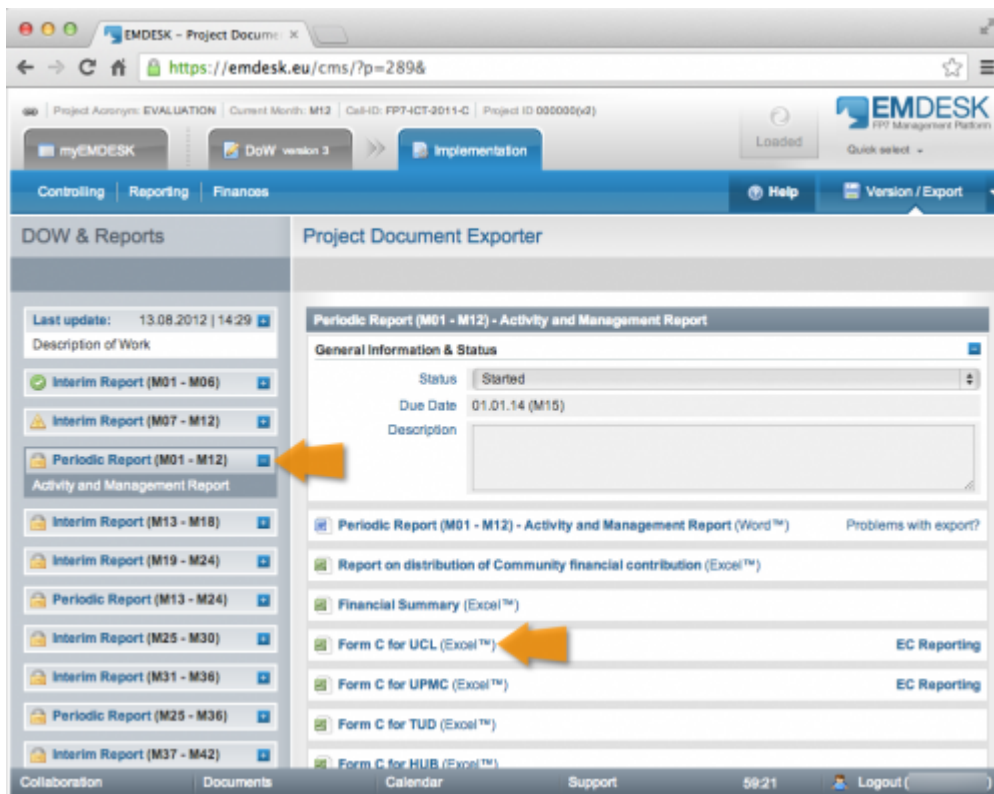 EMDESK – Project Docume
https://emdesk.eu/cms/?p=289&
Project Acronym: EVALUATION | Current Month: M12 | Call-ID: FP7-ICT-2011-C | Project ID 000000(v2)
EMDESK
FP7 Management Platform
Loaded
Quick select
myEMDESK
DoW version 3
Implementation
Controlling | Reporting | Finances
Help
Version / Export
DOW & Reports
Project Document Exporter
Last update: 13.08.2012 | 14:29
Description of Work
Interim Report (M01 - M06)
Interim Report (M07 - M12)
Periodic Report (M01 - M12)
Activity and Management Report
Interim Report (M13 - M18)
Interim Report (M19 - M24)
Periodic Report (M13 - M24)
Interim Report (M25 - M30)
Interim Report (M31 - M36)
Periodic Report (M25 - M36)
Interim Report (M37 - M42)
Periodic Report (M01 - M12) - Activity and Management Report
General Information & Status
Status Started
Due Date 01.01.14 (M15)
Description
Periodic Report (M01 - M12) - Activity and Management Report (Word™) Problems with export?
Report on distribution of Community financial contribution (Excel™)
Financial Summary (Excel™)
Form C for UCL (Excel™) EC Reporting
Form C for UPMC (Excel™) EC Reporting
Form C for TUD (Excel™)
Form C for HUB (Excel™)
Collaboration | Documents Calendar Support 59:21 Logout ( )